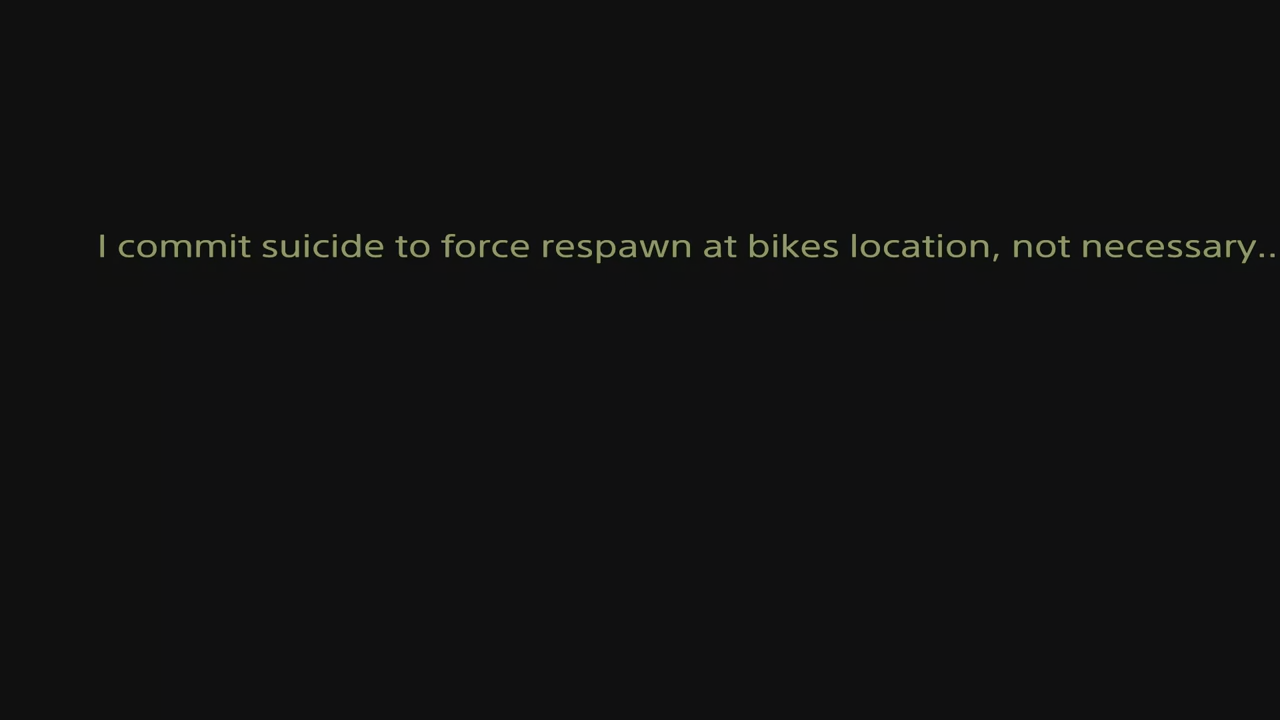 I commit suicide to force respawn at bikes location, not necessary..